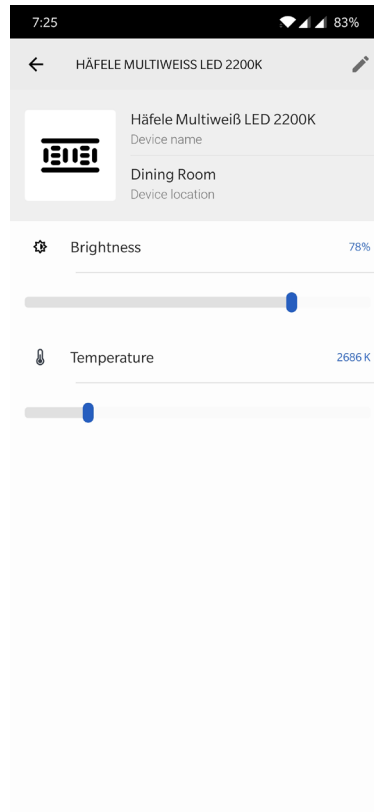 7:25
83%
HÄFELE MULTIWEISS LED 2200K
Häfele Multiweiß LED 2200K
Device name
Dining Room
Device location
Brightness
78%
Temperature
2686 K